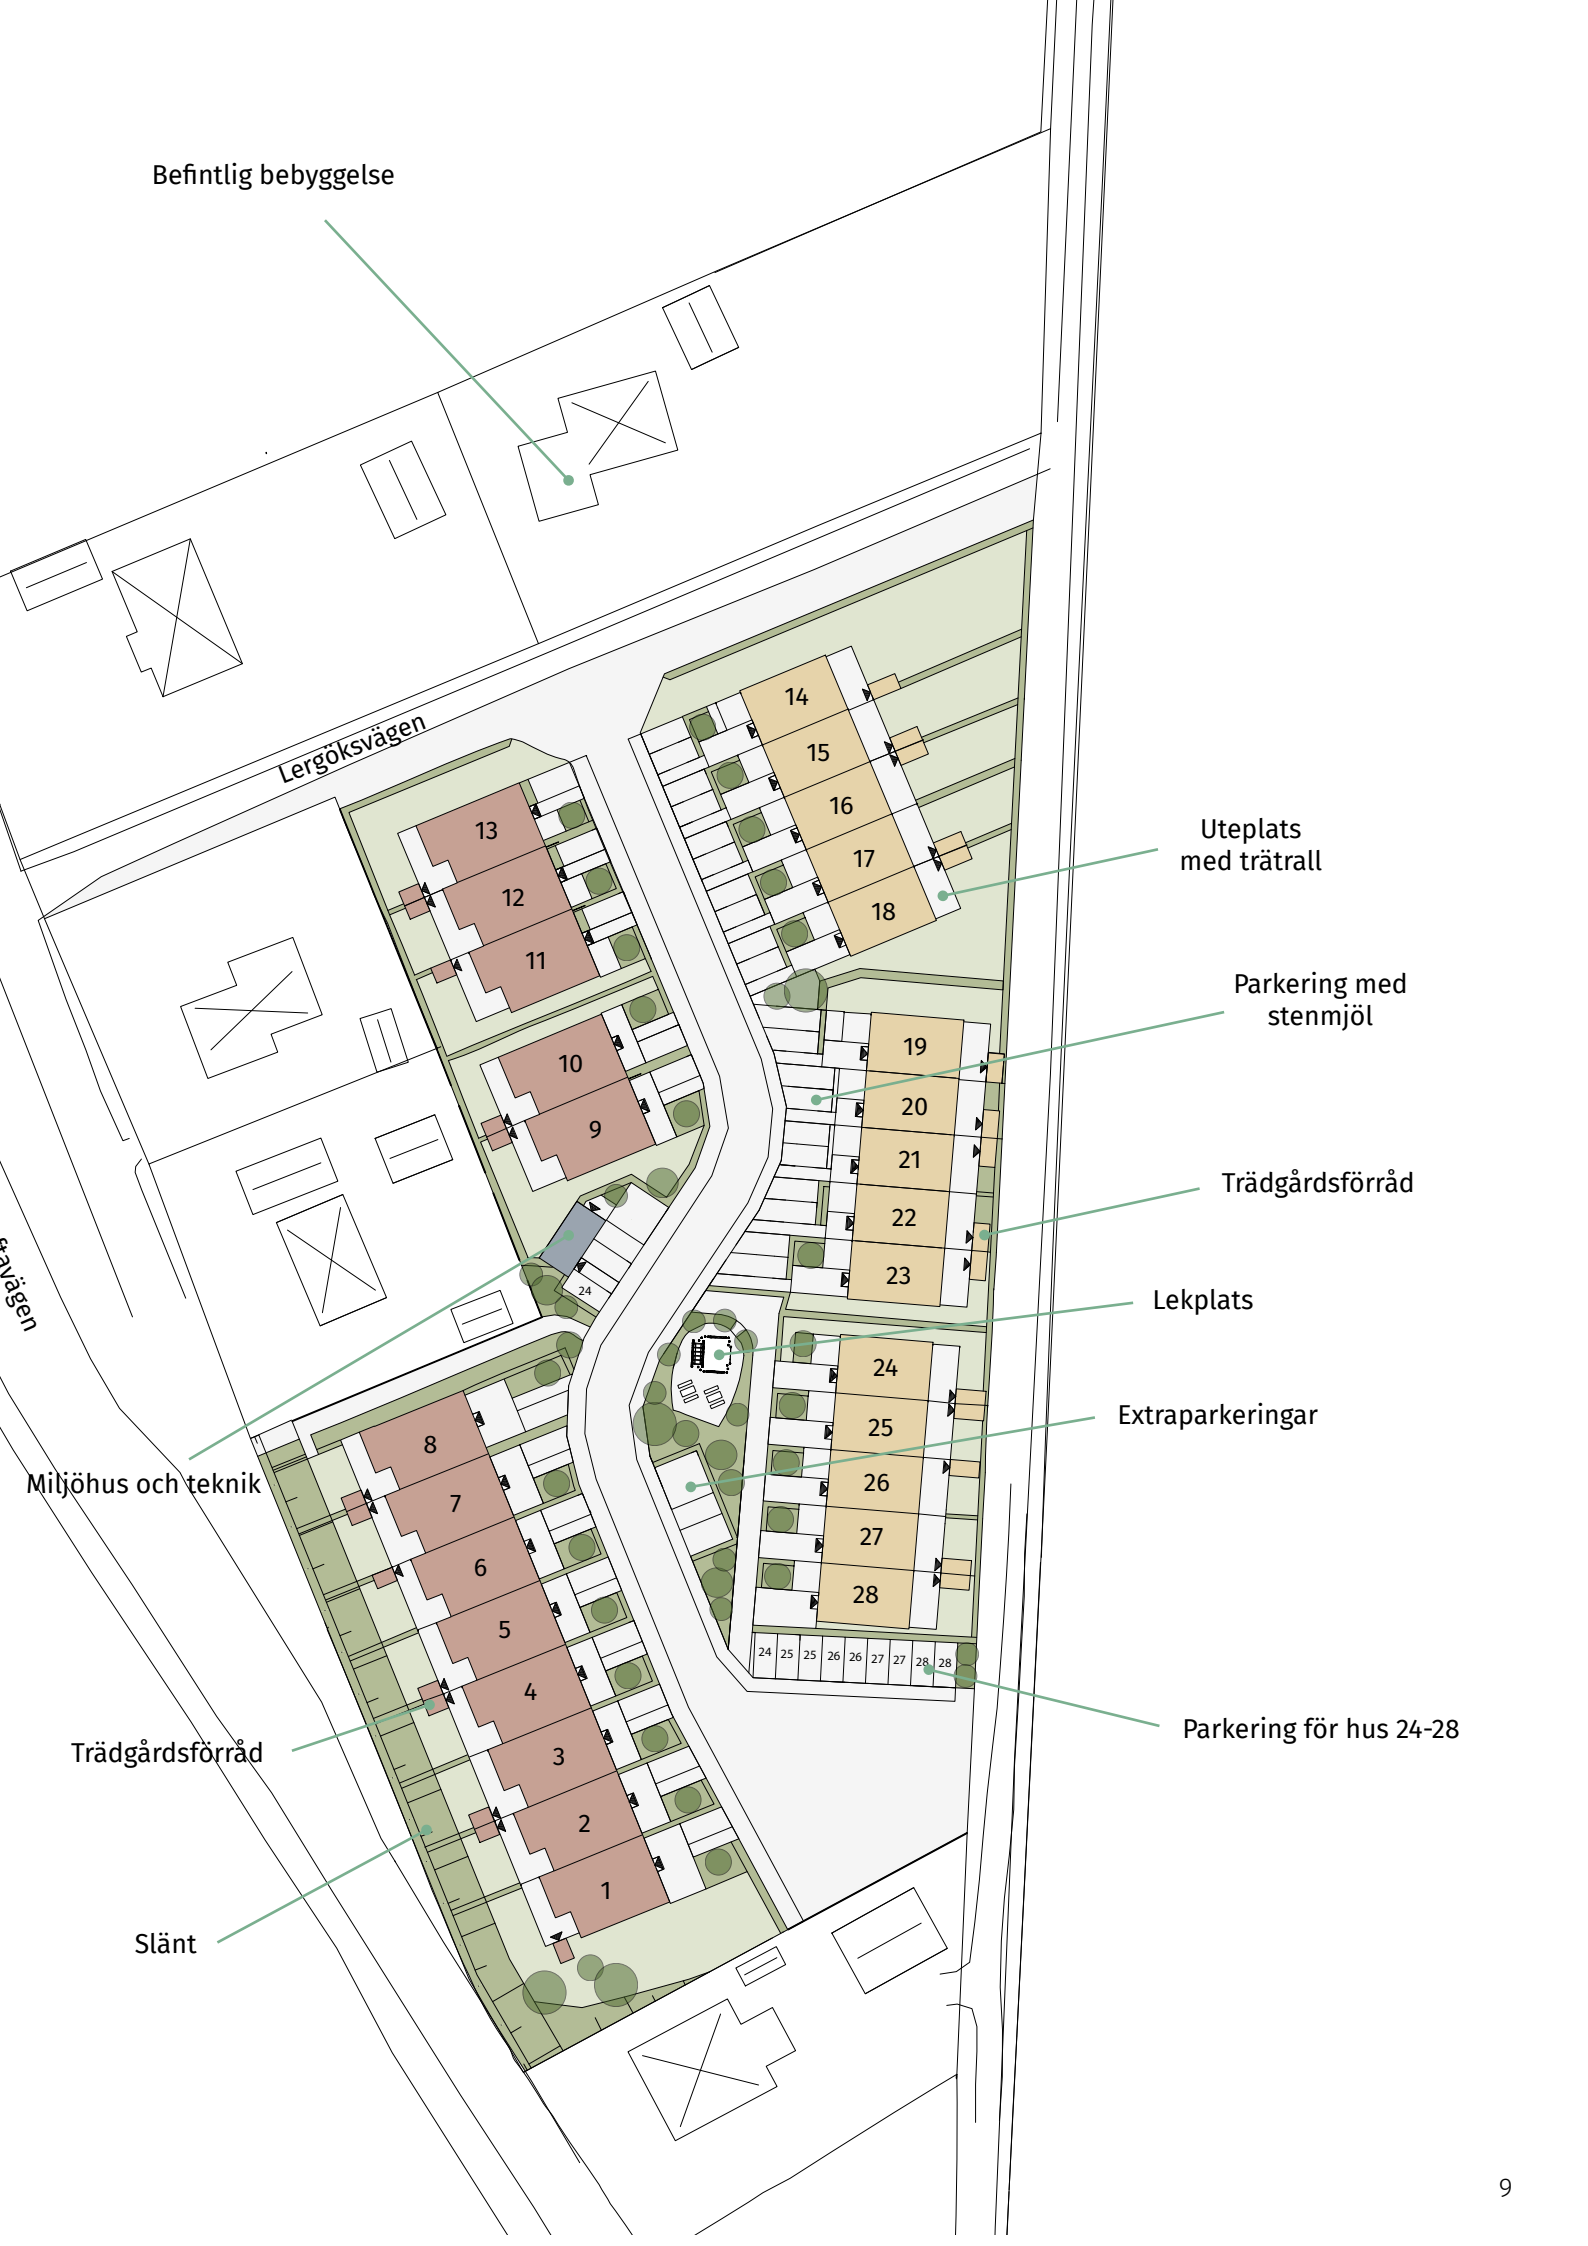 Befintlig bebyggelse
Lergöksvägen
14
15
16
17
18
13
12
11
10
9
Uteplats
med trätrall
Parkering med
stenmjöl
19
20
21
22
23
Trädgårdsförråd
24
Lekplats
24
25
26
27
28
Extraparkeringar
8
7
6
5
4
3
2
1
Miljöhus och teknik
24 25 25 26 26 27 27 28 28
Parkering för hus 24-28
Trädgårdsförråd
Slänt
9